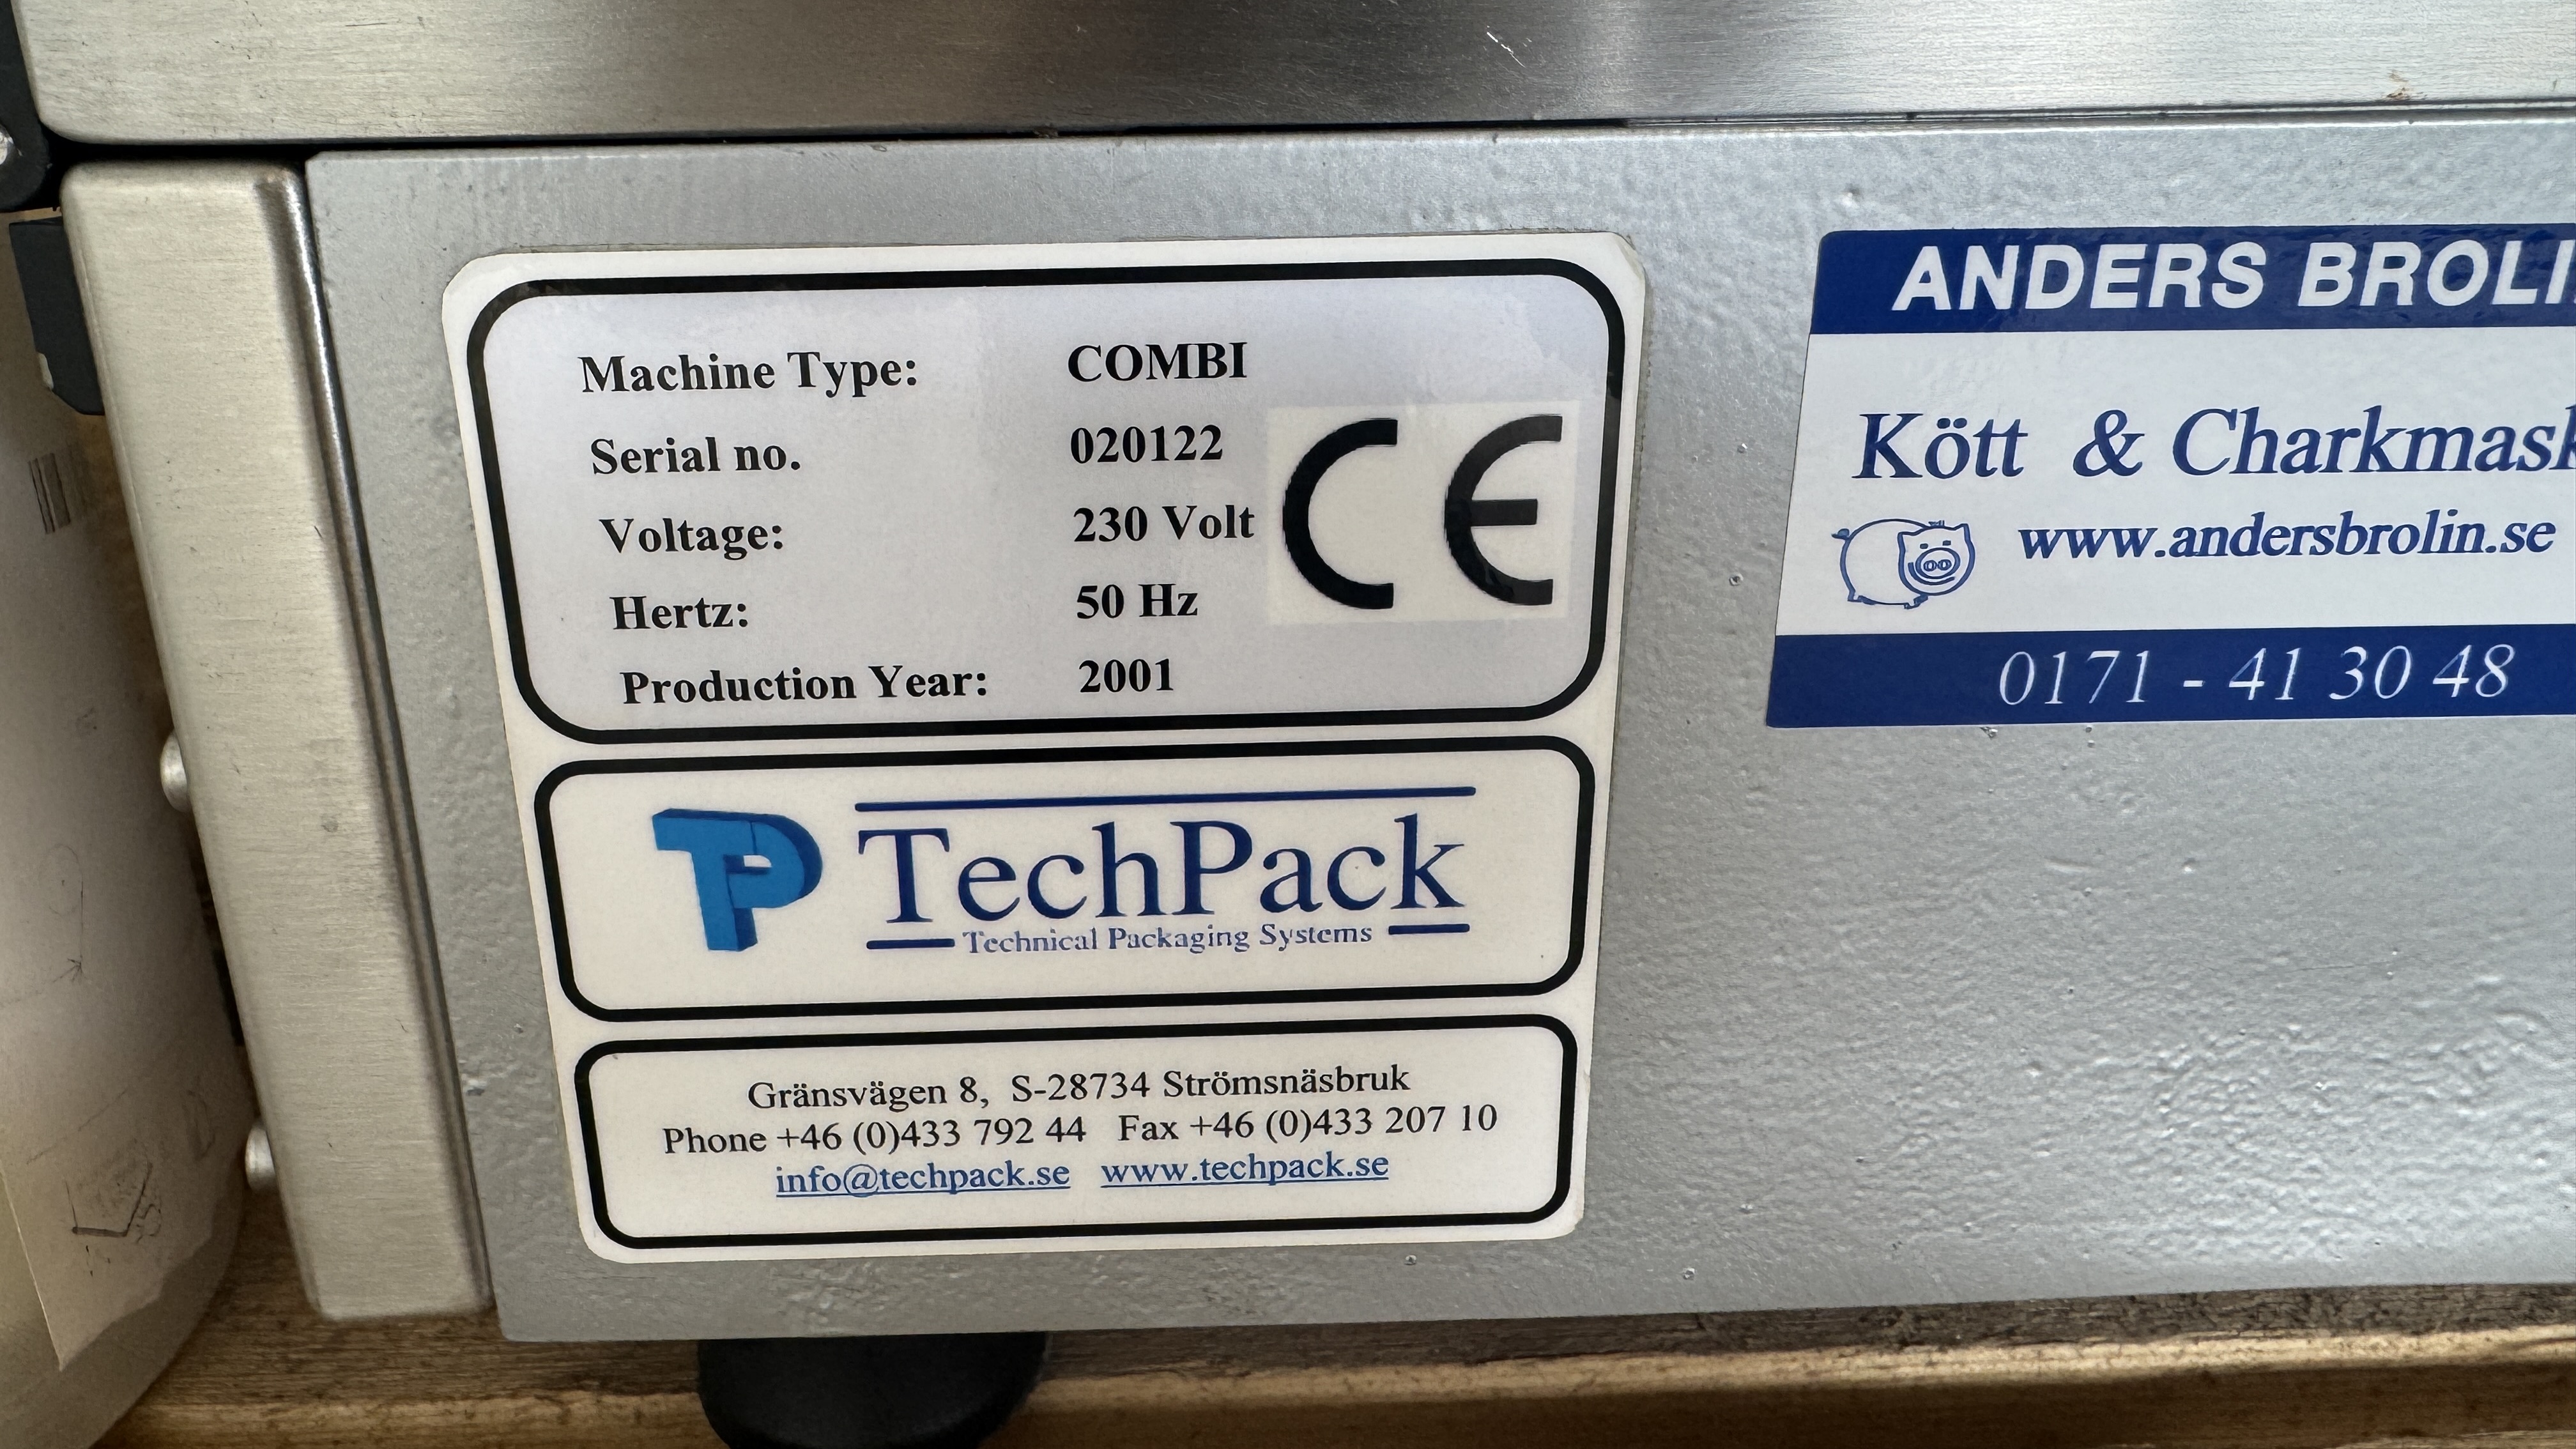 Machine Type: COMBI
Serial no. 020122
Voltage: 230 Volt
Hertz: 50 Hz
Production Year: 2001
CE
TP TechPack
Technical Packaging Systems
Gränsvägen 8, S-28734 Strömsnäsbruk
Phone +46 (0)433 792 44 Fax +46 (0)433 207 10
info@techpack.se www.techpack.se
ANDERS BROLI
Kött & Charkmask
www.andersbrolin.se
0171 - 41 30 48